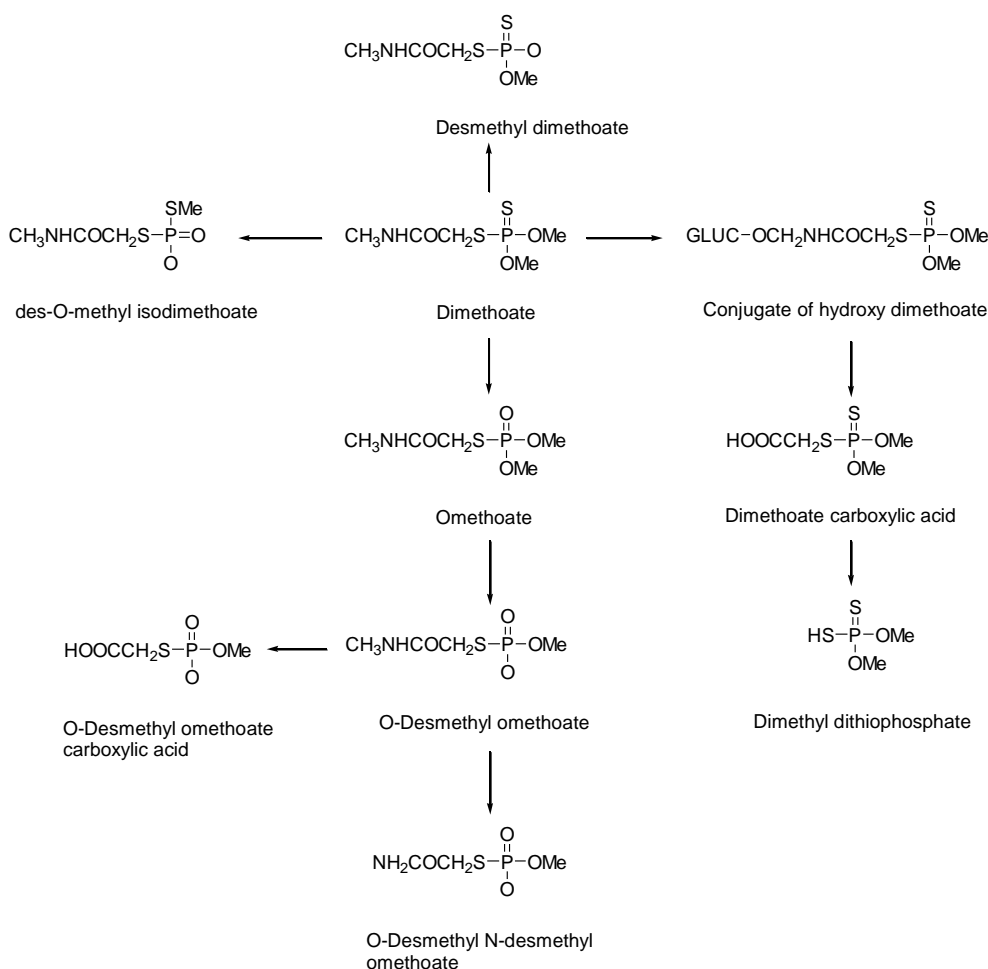 S
CH3NHCOCH2S-P-O
OMe
Desmethyl dimethoate
SMe
CH3NHCOCH2S-P=O
O
des-O-methyl isodimethoate
S
CH3NHCOCH2S-P-OMe
OMe
Dimethoate
S
GLUC-OCH2NHCOCH2S-P-OMe
OMe
Conjugate of hydroxy dimethoate
O
CH3NHCOCH2S-P-OMe
OMe
Omethoate
S
HOOCCH2S-P-OMe
OMe
Dimethoate carboxylic acid
O
HOOCCH2S-P-OMe
O
O-Desmethyl omethoate
carboxylic acid
O
CH3NHCOCH2S-P-OMe
O
O-Desmethyl omethoate
S
HS-P-OMe
OMe
Dimethyl dithiophosphate
O
NH2COCH2S-P-OMe
O
O-Desmethyl N-desmethyl
omethoate